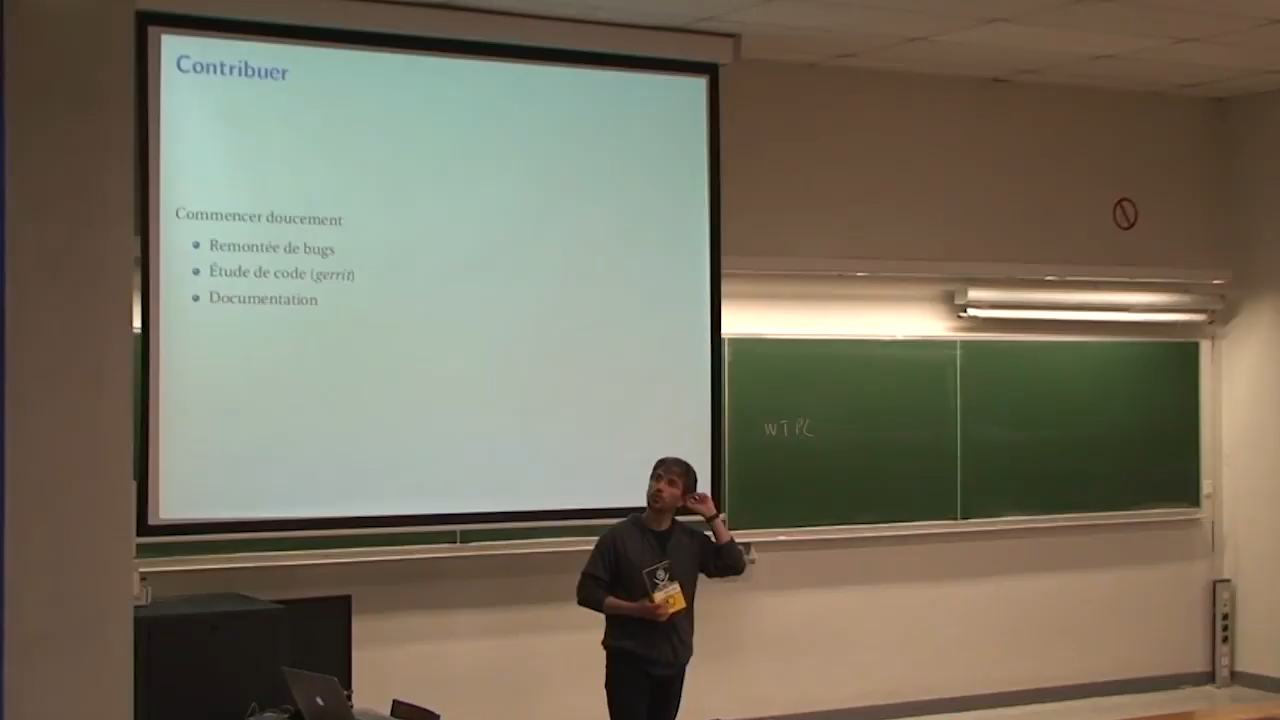 Contribuer
Commencer doucement
Remontée de bugs
Étude de code (gerrit)
Documentation
WTPC